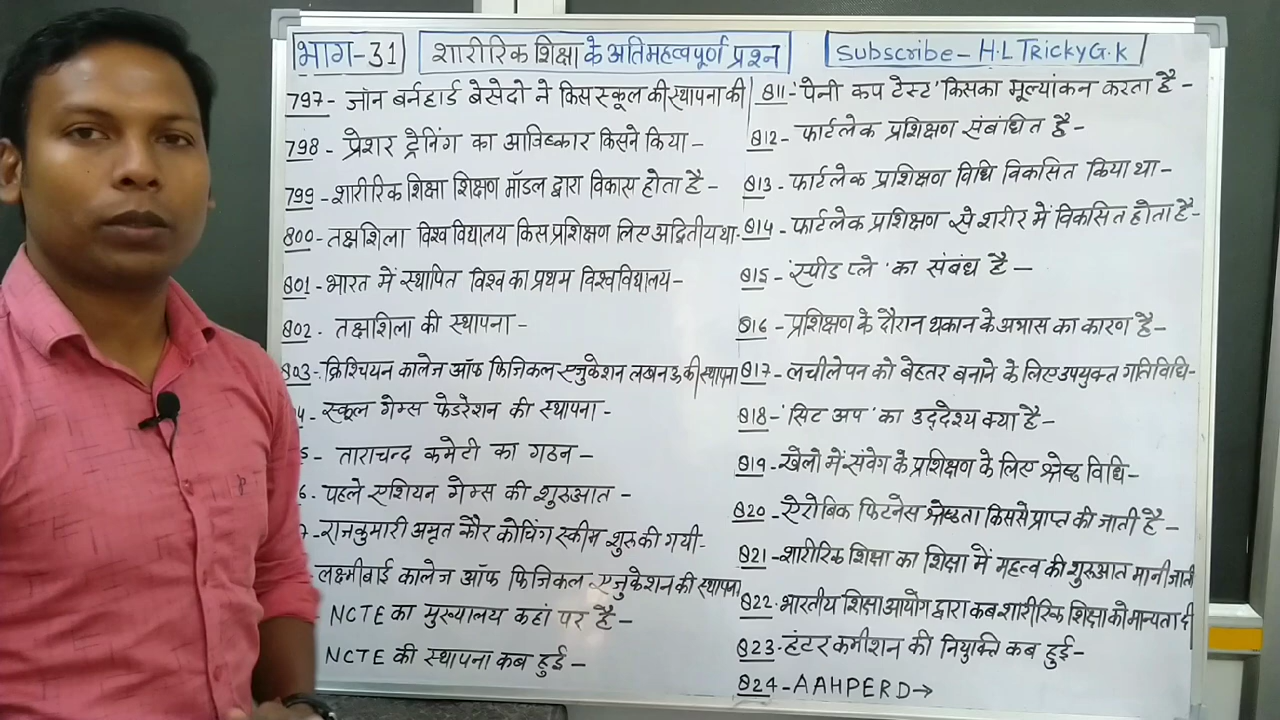 भाग-31
शारीरिक शिक्षा के अतिमहत्वपूर्ण प्रश्न
Subscribe - H.L Tricky G.K
797- जॉन बर्नहार्ड बेसेदो ने किस स्कूल की स्थापना की
798- प्रेशर ट्रेनिंग का आविष्कार किसने किया -
799 - शारीरिक शिक्षा शिक्षण मॉडल द्वारा विकास होता है -
800- तक्षशिला विश्वविद्यालय किस प्रशिक्षण लिए अद्वितीय था-
801- भारत में स्थापित विश्व का प्रथम विश्वविद्यालय-
802- तक्षशिला की स्थापना -
803- क्रिश्चियन कालेज ऑफ फिजिकल एजुकेशन लखनऊ की स्थापना
4- स्कूल गेम्स फेडरेशन की स्थापना -
5 - ताराचन्द कमेटी का गठन -
6. पहले एशियन गेम्स की शुरुआत -
7 - राजकुमारी अमृत कौर कोचिंग स्कीम शुरू की गयी-
लक्ष्मीबाई कालेज ऑफ फिजिकल एजुकेशन की स्थापना
NCTE का मुख्यालय कहां पर है -
NCTE की स्थापना कब हुई -
811- 'पेनी कप टेस्ट' किसका मूल्यांकन करता है -
812- फार्टलेक प्रशिक्षण संबंधित है -
813- फार्टलेक प्रशिक्षण विधि विकसित किया था -
814- फार्टलेक प्रशिक्षण से शरीर में विकसित होता है -
815- 'स्पीड प्ले' का संबंध है -
816 - प्रशिक्षण के दौरान थकान के अभास का कारण है -
817- लचीलेपन को बेहतर बनाने के लिए उपयुक्त गतिविधि-
818- 'सिट अप' का उद्देश्य क्या है -
819- खेलो में संवेग के प्रशिक्षण के लिए श्रेष्ठ विधि-
820- ऐरोबिक फिटनेस श्रेष्ठता किससे प्राप्त की जाती है -
821- शारीरिक शिक्षा का शिक्षा में महत्व की शुरुआत मानी जाती
822- भारतीय शिक्षा आयोग द्वारा कब शारीरिक शिक्षा को मान्यता दी
823- हंटर कमीशन की नियुक्ति कब हुई -
824- AAHPERD→